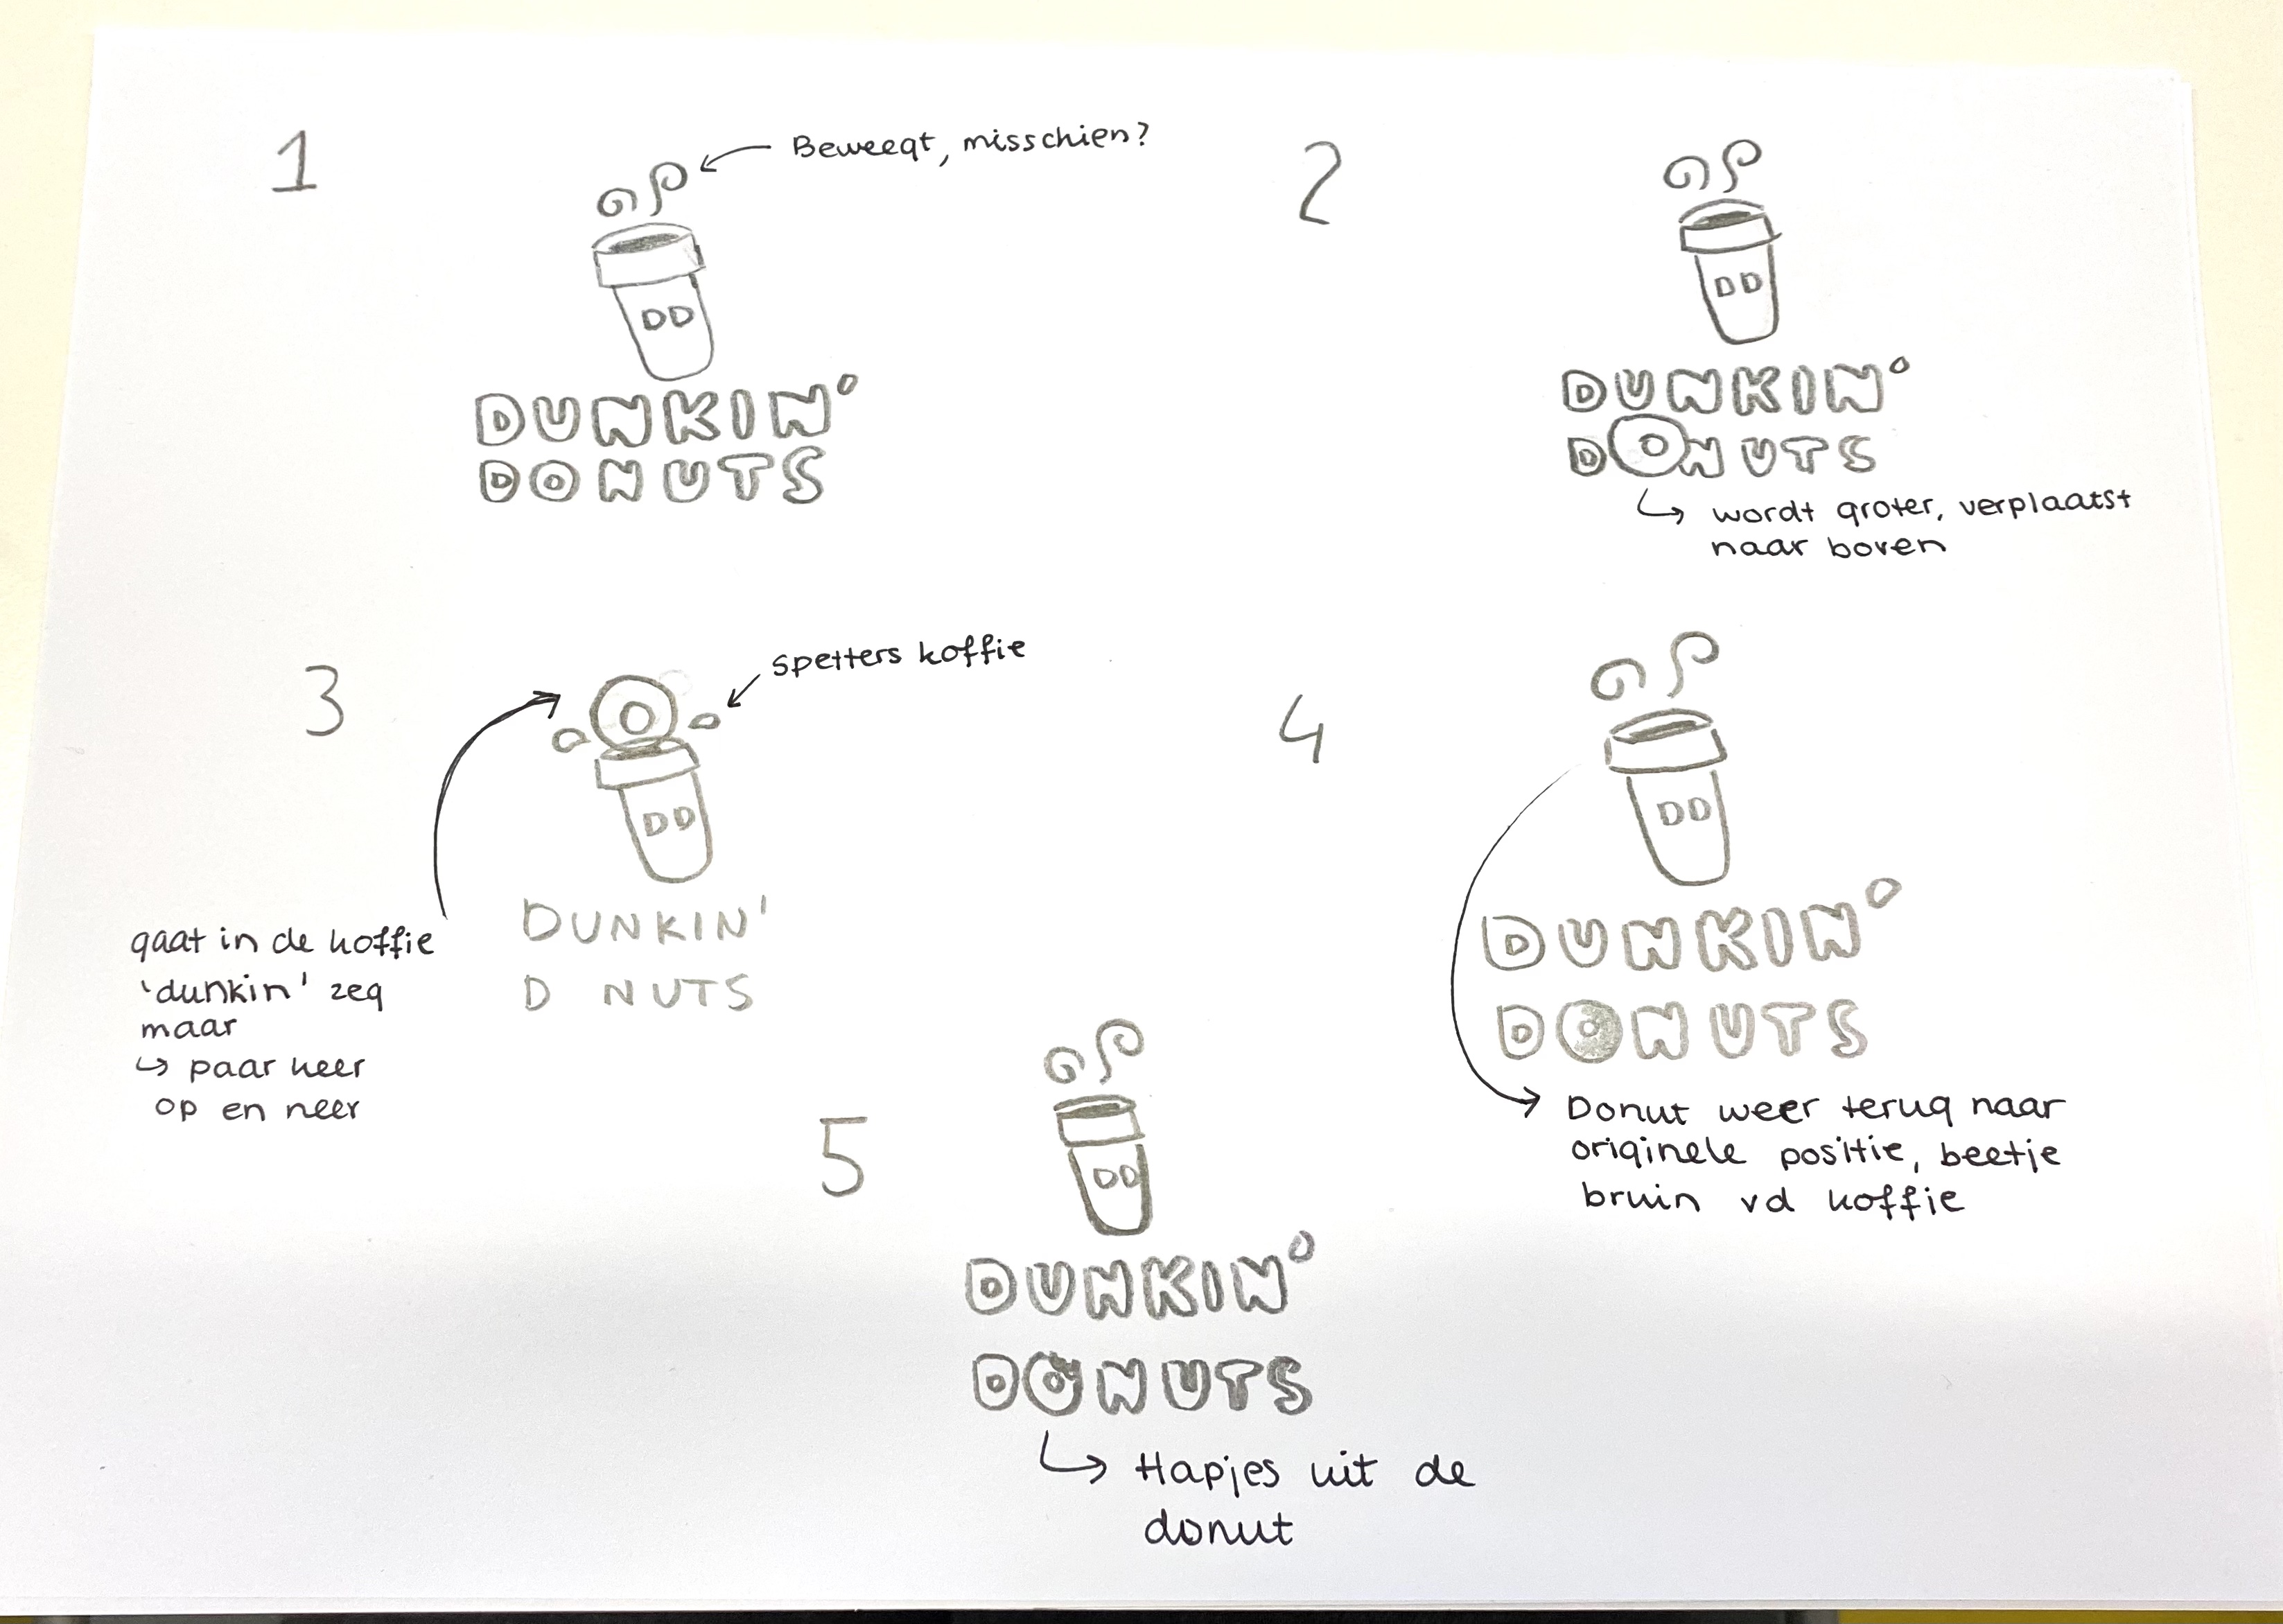 1
Beweegt, misschien?
DD
DUNKIN'
DONUTS
2
DD
DUNKIN'
DONUTS
↳ wordt groter, verplaatst
naar boven
3
spetters koffie
DD
DUNKIN'
D NUTS
gaat in de koffie
'dunkin' zeg
maar
↳ paar keer
op en neer
4
DD
DUNKIN'
DONUTS
Donut weer terug naar
originele positie, beetje
bruin vd koffie
5
DD
DUNKIN'
DONUTS
↳ Hapjes uit de
donut